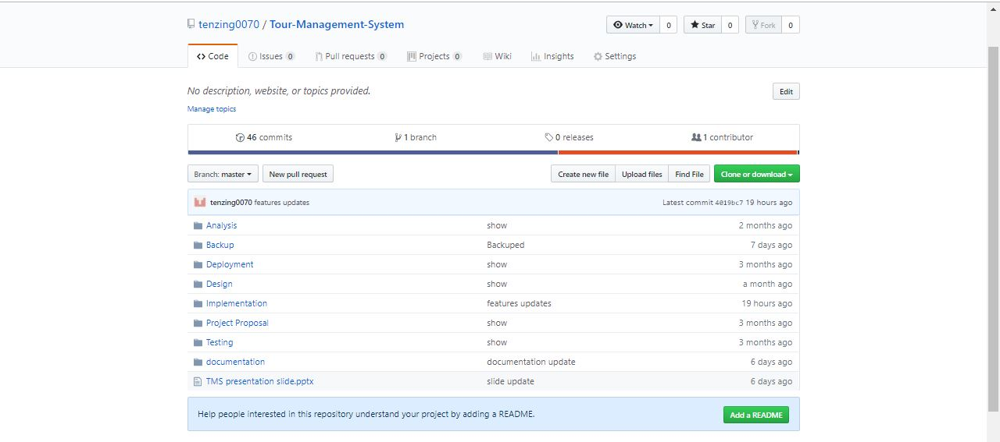 tenzing0070 / Tour-Management-System
Watch 0 Star 0 Fork 0
Code Issues 0 Pull requests 0 Projects 0 Wiki Insights Settings
No description, website, or topics provided. Edit
Manage topics
46 commits 1 branch 0 releases 1 contributor
Branch: master New pull request Create new file Upload files Find File Clone or download
tenzing0070 features updates Latest commit 4019bc7 19 hours ago
Analysis show 2 months ago
Backup Backuped 7 days ago
Deployment show 3 months ago
Design show a month ago
Implementation features updates 19 hours ago
Project Proposal show 3 months ago
Testing show 3 months ago
documentation documentation update 6 days ago
TMS presentation slide.pptx slide update 6 days ago
Help people interested in this repository understand your project by adding a README. Add a README